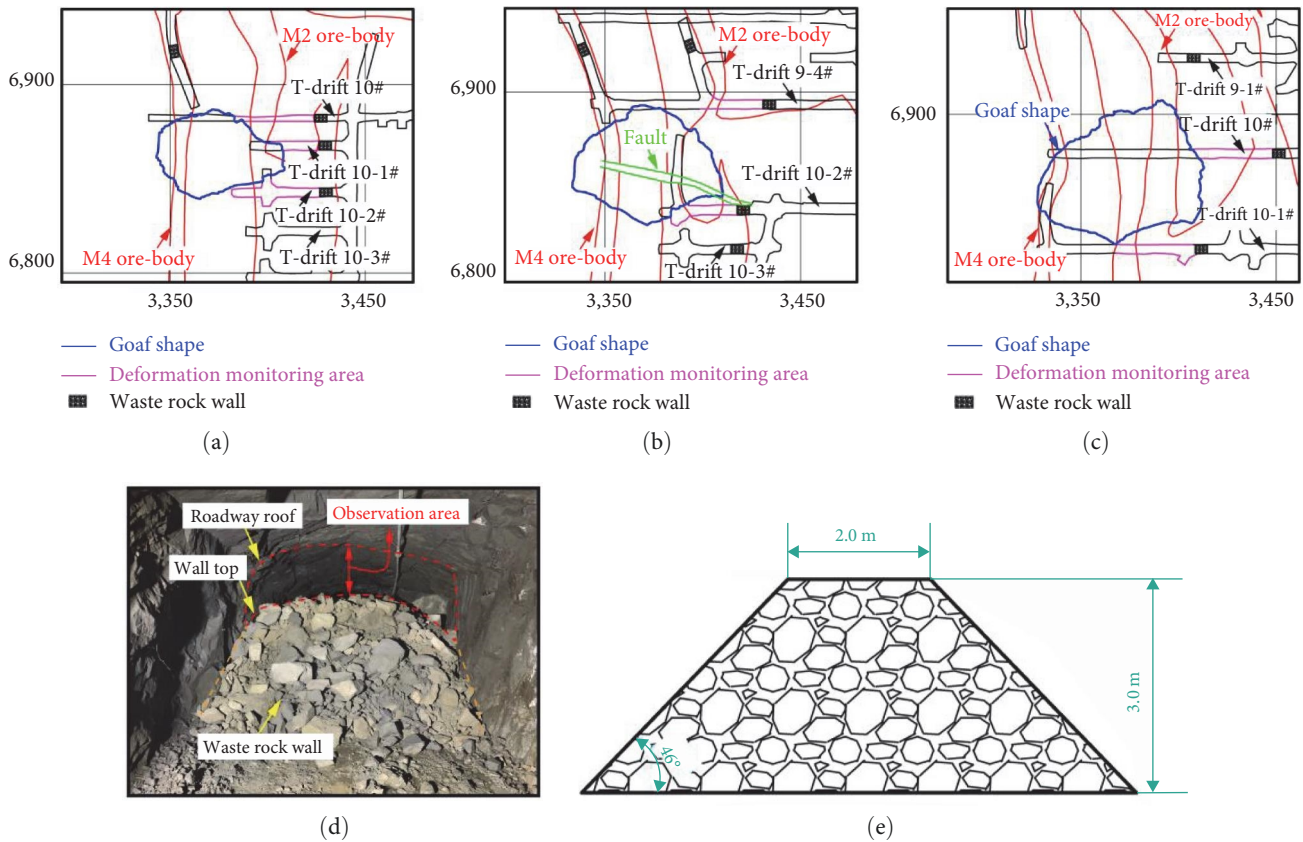 M2 ore-body
6,900
T-drift 10#
T-drift 10-1#
T-drift 10-2#
M4 ore-body
T-drift 10-3#
6,800
3,350
3,450
Goaf shape
Deformation monitoring area
Waste rock wall
(a)
M2 ore-body
6,900
T-drift 9-4#
Fault
T-drift 10-2#
M4 ore-body
6,800
T-drift 10-3#
3,350
3,450
Goaf shape
Deformation monitoring area
Waste rock wall
(b)
M2 ore-body
T-drift 9-1#
6,900
Goaf shape
T-drift 10#
T-drift 10-1#
M4 ore-body
3,350
3,450
Goaf shape
Deformation monitoring area
Waste rock wall
(c)
Roadway roof
Observation area
Wall top
Waste rock wall
(d)
2.0 m
3.0 m
46°
(e)